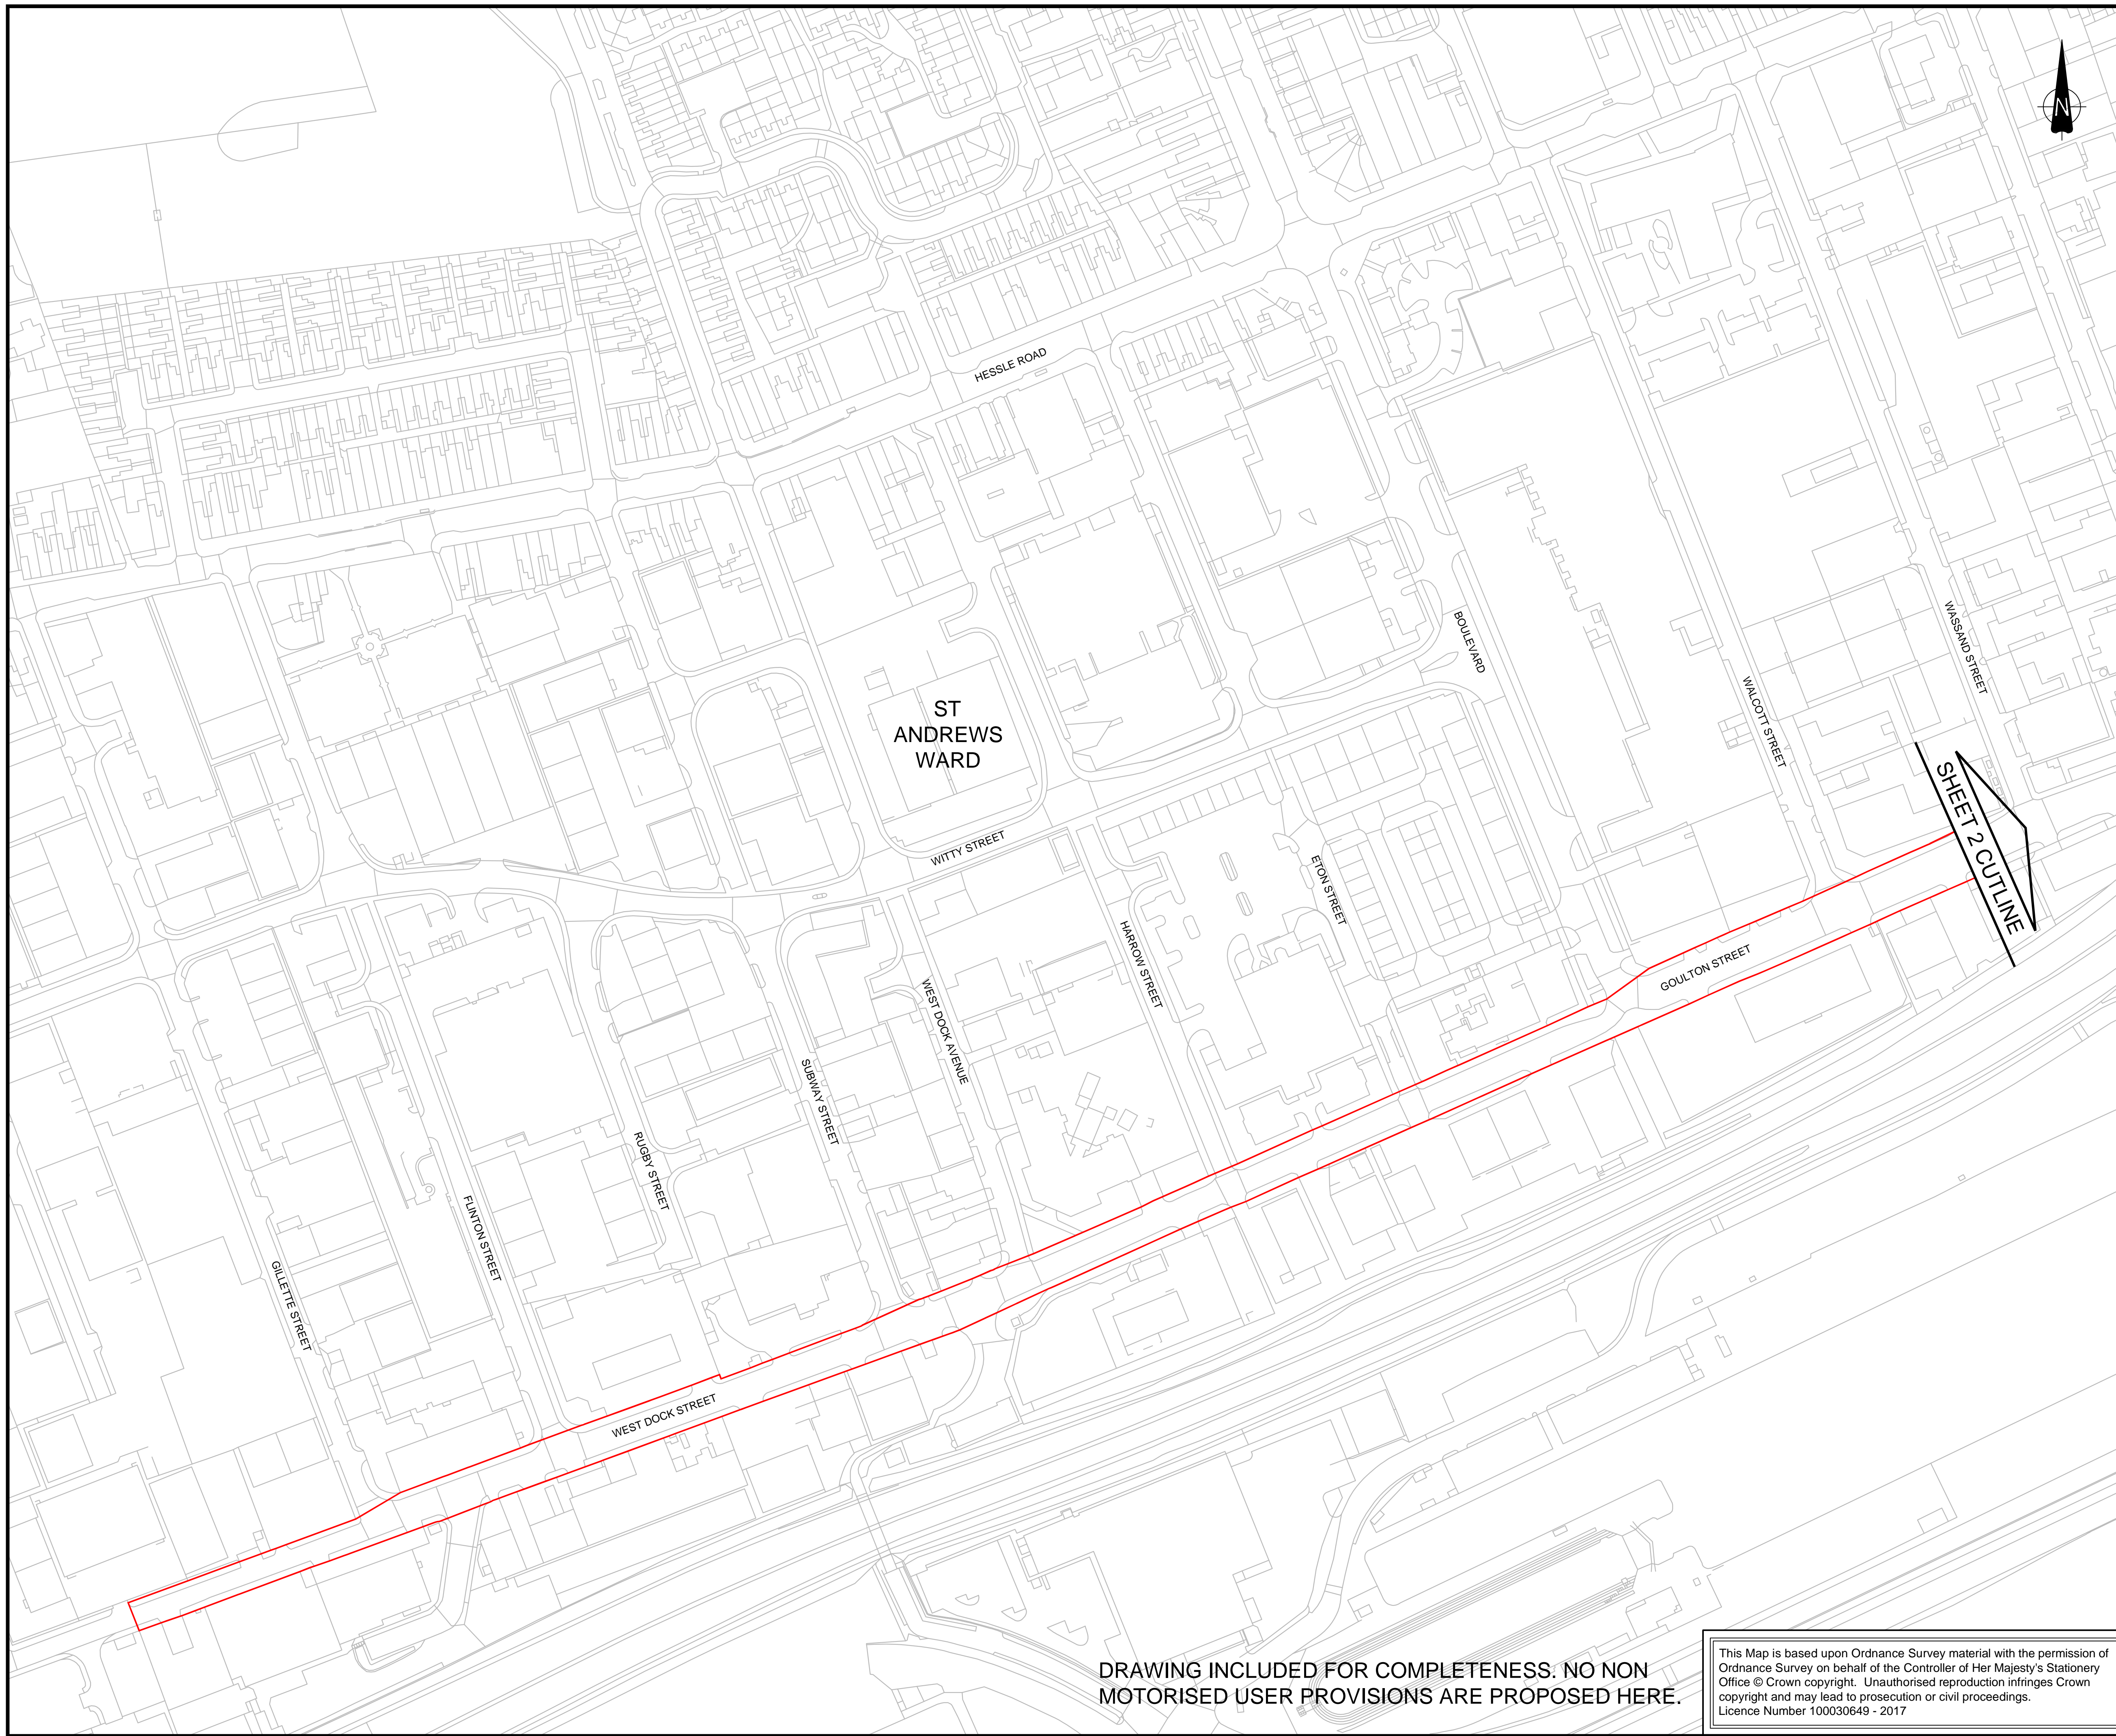 N
HESSLE ROAD
BOULEVARD
WASSAND STREET
WALCOTT STREET
ST
ANDREWS
WARD
SHEET 2 CUTLINE
WITTY STREET
ETON STREET
HARROW STREET
WEST DOCK AVENUE
GOULTON STREET
SUBWAY STREET
RUGBY STREET
FLINTON STREET
GILLETTE STREET
WEST DOCK STREET
DRAWING INCLUDED FOR COMPLETENESS. NO NON
MOTORISED USER PROVISIONS ARE PROPOSED HERE.
This Map is based upon Ordnance Survey material with the permission of
Ordnance Survey on behalf of the Controller of Her Majesty's Stationery
Office © Crown copyright. Unauthorised reproduction infringes Crown
copyright and may lead to prosecution or civil proceedings.
Licence Number 100030649 - 2017